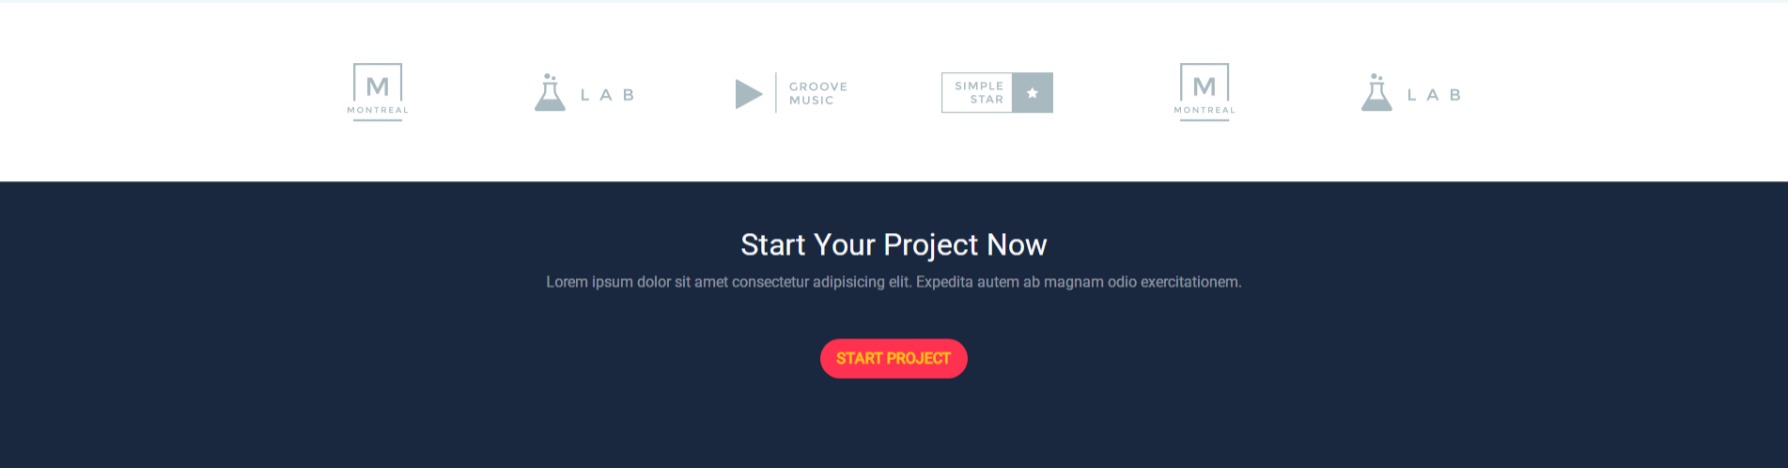 M
MONTREAL
LAB
GROOVE
MUSIC
SIMPLE
STAR
M
MONTREAL
LAB
Start Your Project Now
Lorem ipsum dolor sit amet consectetur adipisicing elit. Expedita autem ab magnam odio exercitationem.
START PROJECT